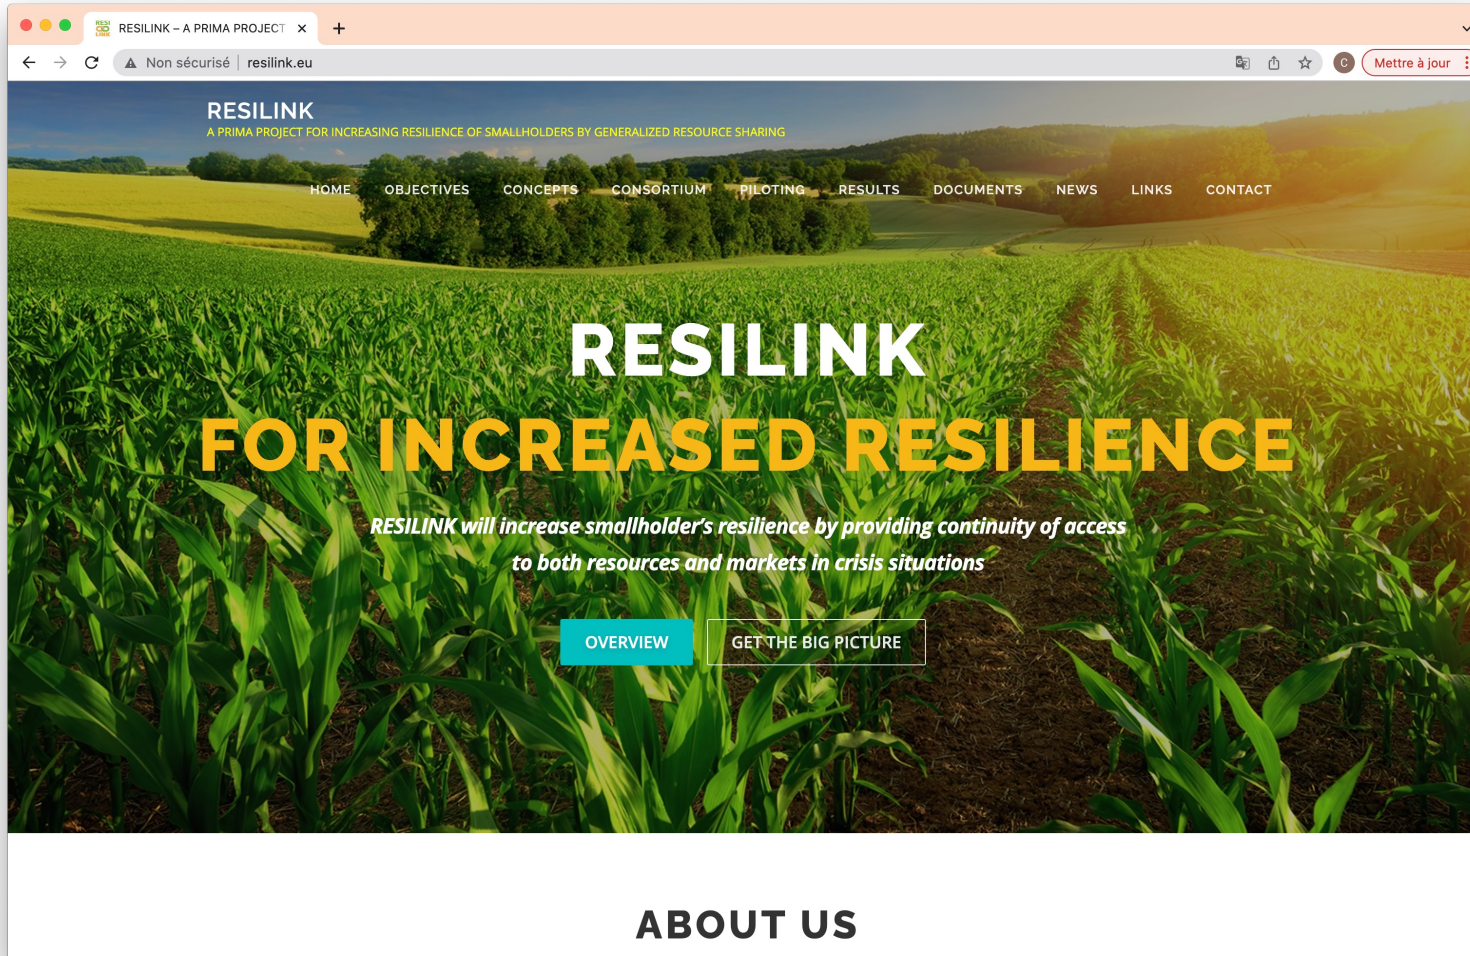 RESI
LINK
RESILINK – A PRIMA PROJECT
Non sécurisé | resilink.eu
C
Mettre à jour
RESILINK
A PRIMA PROJECT FOR INCREASING RESILIENCE OF SMALLHOLDERS BY GENERALIZED RESOURCE SHARING
HOME OBJECTIVES CONCEPTS CONSORTIUM PILOTING RESULTS DOCUMENTS NEWS LINKS CONTACT
RESILINK
FOR INCREASED RESILIENCE
RESILINK will increase smallholder's resilience by providing continuity of access
to both resources and markets in crisis situations
OVERVIEW GET THE BIG PICTURE
ABOUT US